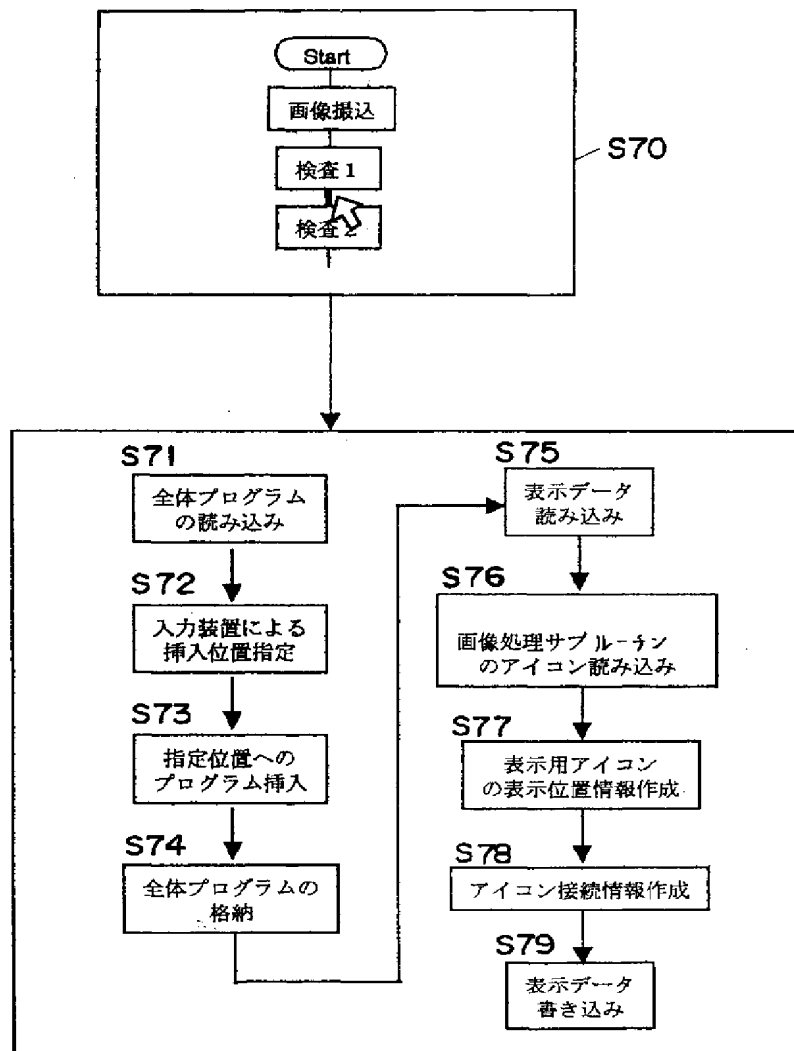 Start
画像撮込
検査1
検査2
S70
S71
全体プログラム
の読み込み
S72
入力装置による
挿入位置指定
S73
指定位置への
プログラム挿入
S74
全体プログラムの
格納
S75
表示データ
読み込み
S76
画像処理サブルーチン
のアイコン読み込み
S77
表示用アイコン
の表示位置情報作成
S78
アイコン接続情報作成
S79
表示データ
書き込み